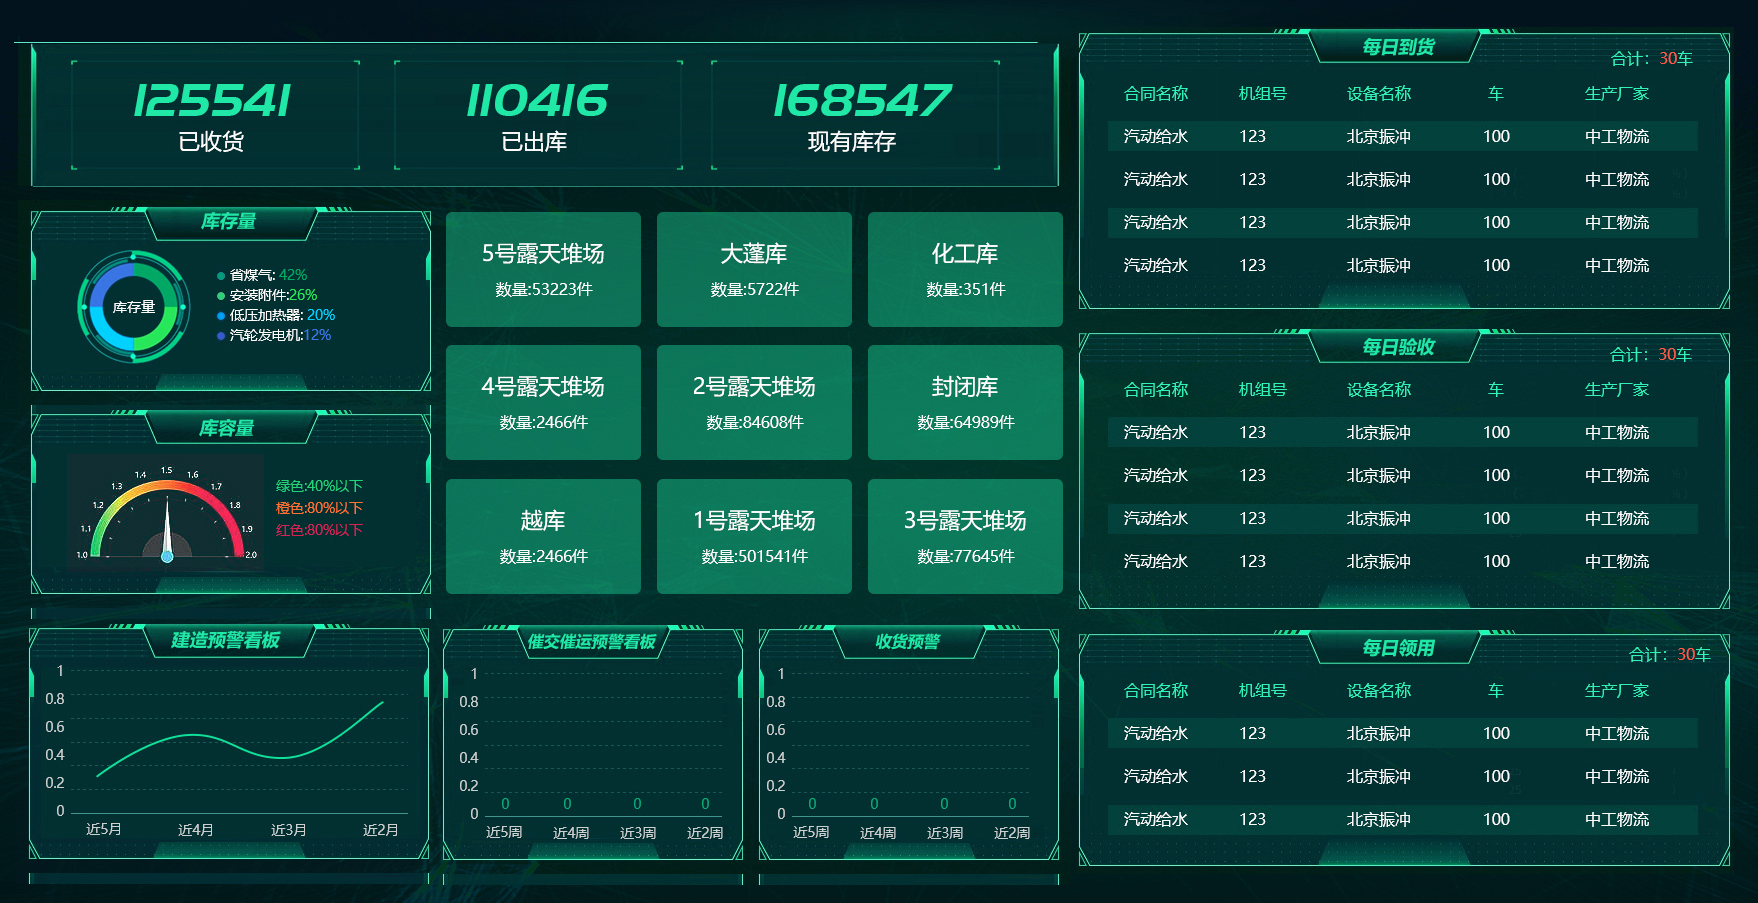 125541
已收货
110416
已出库
168547
现有库存
库存量
库存量
省煤气: 42%
安装附件:26%
低压加热器: 20%
汽轮发电机:12%
库容量
1.0
1.1
1.2
1.3
1.4
1.5
1.6
1.7
1.8
1.9
2.0
绿色:40%以下
橙色:80%以下
红色:80%以下
5号露天堆场
数量:53223件
大蓬库
数量:5722件
化工库
数量:351件
4号露天堆场
数量:2466件
2号露天堆场
数量:84608件
封闭库
数量:64989件
越库
数量:2466件
1号露天堆场
数量:501541件
3号露天堆场
数量:77645件
建造预警看板
1
0.8
0.6
0.4
0.2
0
近5月 近4月 近3月 近2月
催交催运预警看板
1
0.8
0.6
0.4
0.2
0
0 0 0 0
近5周 近4周 近3周 近2周
收货预警
1
0.8
0.6
0.4
0.2
0
0 0 0 0
近5周 近4周 近3周 近2周
每日到货
合计：30车
合同名称 机组号 设备名称 车 生产厂家
汽动给水 123 北京振冲 100 中工物流
汽动给水 123 北京振冲 100 中工物流
汽动给水 123 北京振冲 100 中工物流
汽动给水 123 北京振冲 100 中工物流
每日验收
合计：30车
合同名称 机组号 设备名称 车 生产厂家
汽动给水 123 北京振冲 100 中工物流
汽动给水 123 北京振冲 100 中工物流
汽动给水 123 北京振冲 100 中工物流
汽动给水 123 北京振冲 100 中工物流
每日领用
合计：30车
合同名称 机组号 设备名称 车 生产厂家
汽动给水 123 北京振冲 100 中工物流
汽动给水 123 北京振冲 100 中工物流
汽动给水 123 北京振冲 100 中工物流